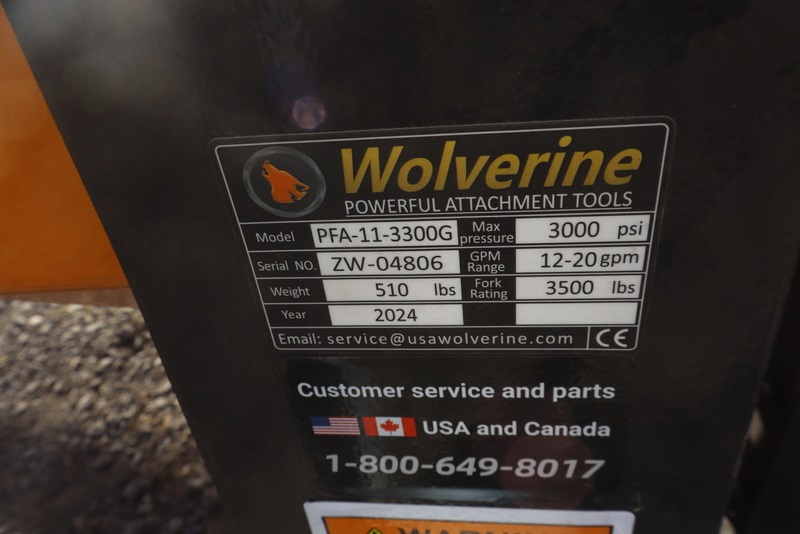 Wolverine
POWERFUL ATTACHMENT TOOLS
Model PFA-11-3300G Max pressure 3000 psi
Serial NO. ZW-04806 GPM Range 12-20 gpm
Weight 510 lbs Fork Rating 3500 lbs
Year 2024
Email: service@usawolverine.com CE
Customer service and parts
USA and Canada
1-800-649-8017
WARNING